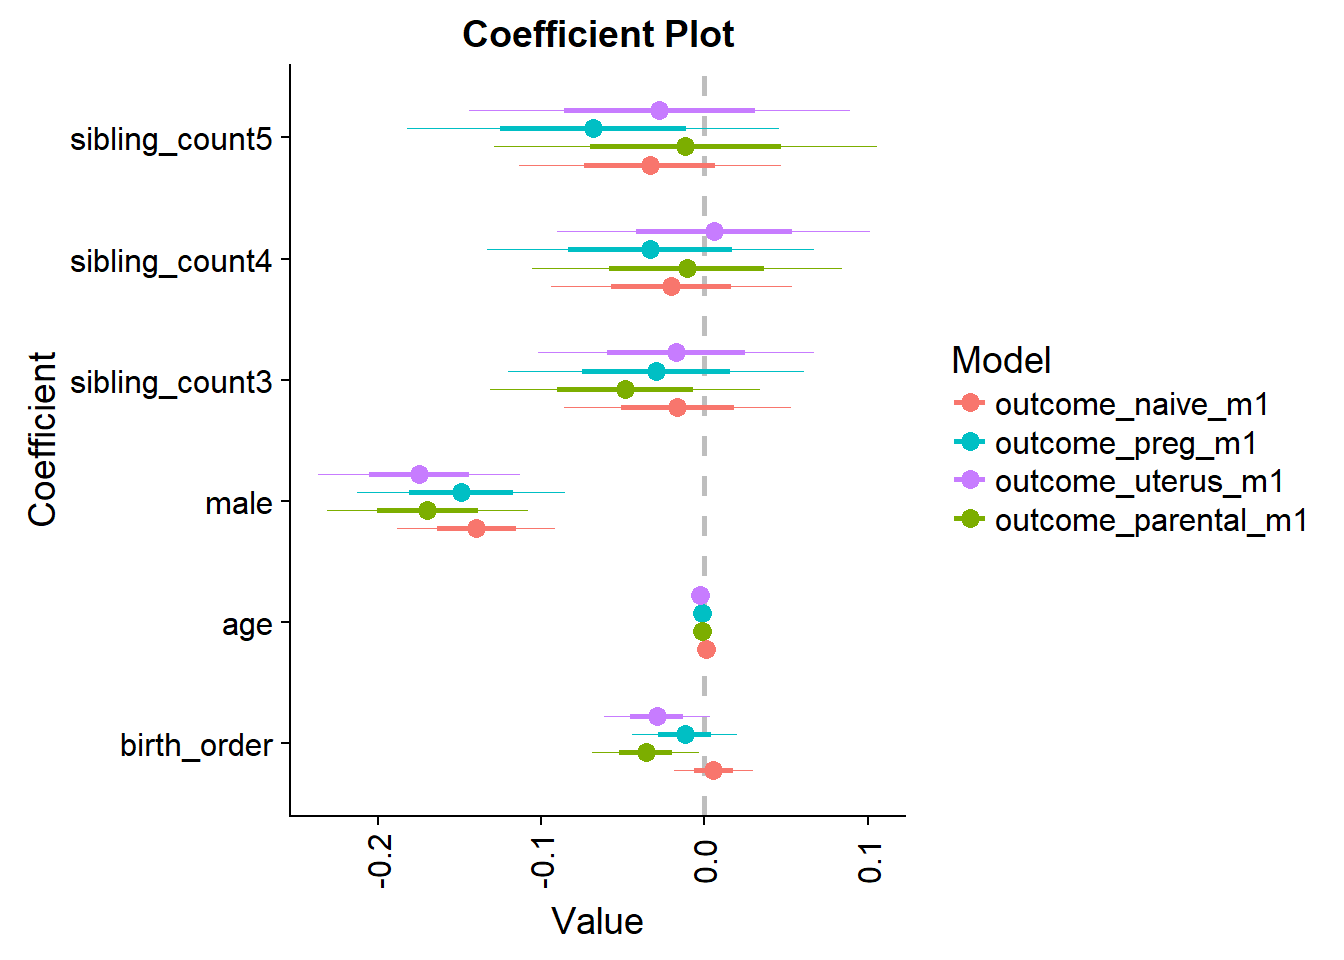 Coefficient Plot
sibling_count5
sibling_count4
sibling_count3
male
age
birth_order
Coefficient
-0.2
-0.1
0.0
0.1
Value
Model
outcome_naive_m1
outcome_preg_m1
outcome_uterus_m1
outcome_parental_m1